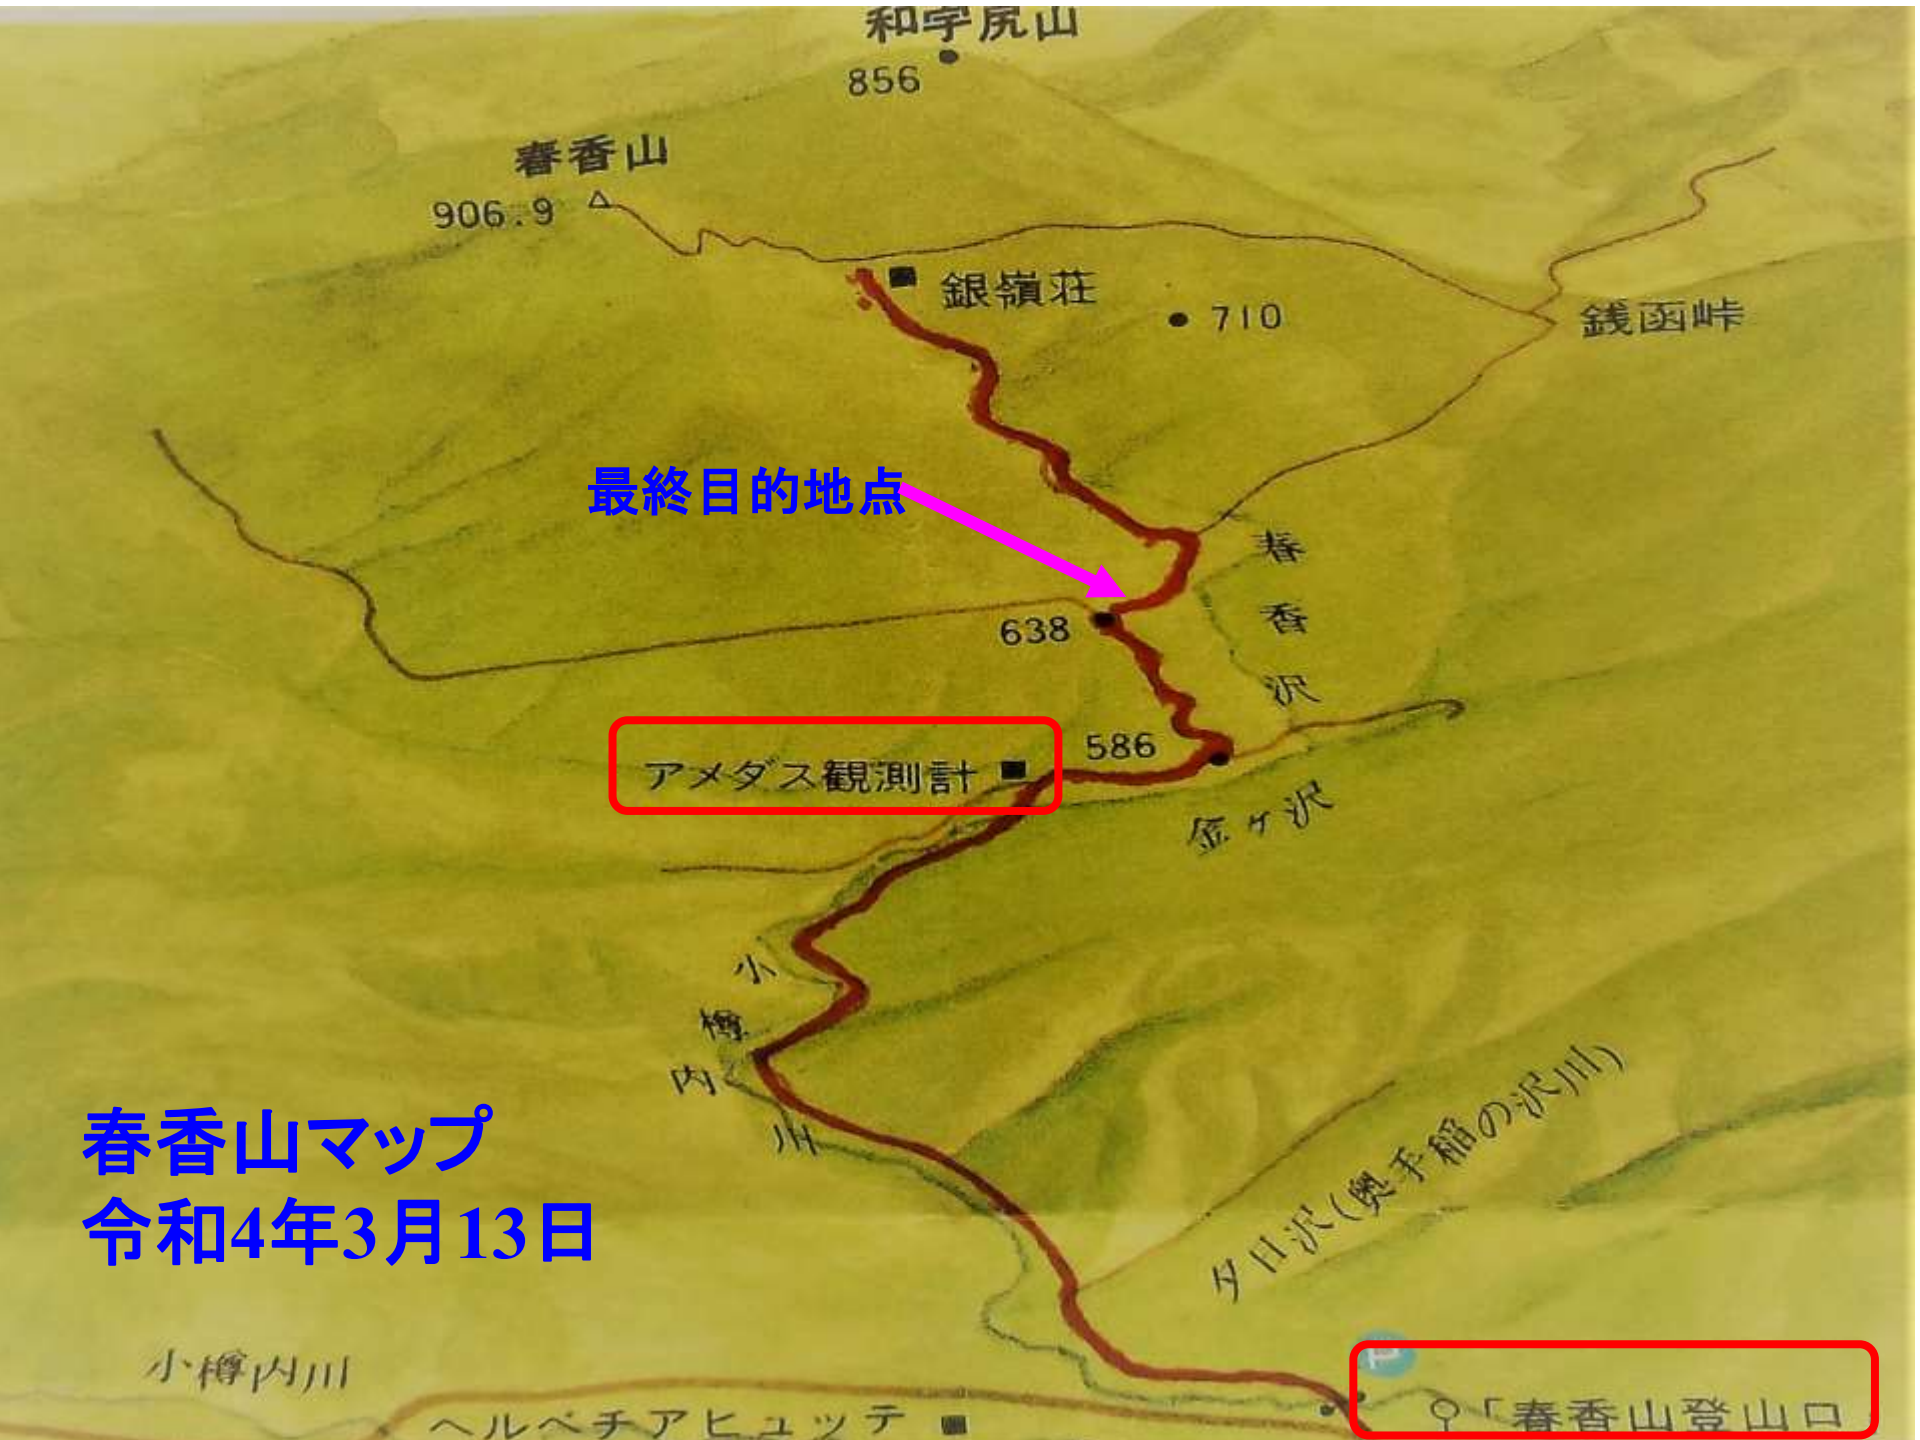 和宇尻山
856
春香山
906.9
銀嶺荘
710
銭函峠
最終目的地点
春香沢
638
586
アメダス観測計
金ヶ沢
小樽内川
夕日沢(奥手稲の沢川)
春香山マップ
令和4年3月13日
P
小樽内川
ヘルベチアヒュッテ
「春香山登山口